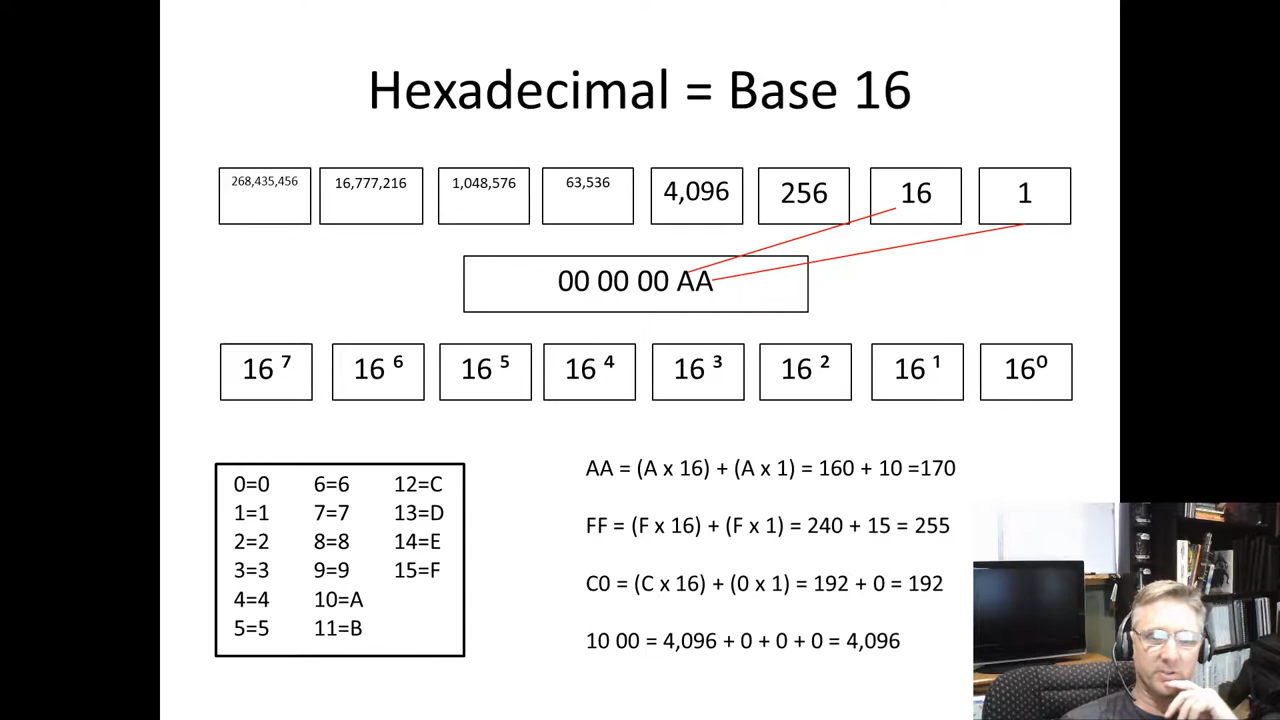 Hexadecimal = Base 16
268,435,456 16,777,216 1,048,576 63,536 4,096 256 16 1
00 00 00 AA
16 ⁷ 16 ⁶ 16 ⁵ 16 ⁴ 16 ³ 16 ² 16 ¹ 16⁰
0=0 6=6 12=C
1=1 7=7 13=D
2=2 8=8 14=E
3=3 9=9 15=F
4=4 10=A
5=5 11=B
AA = (A x 16) + (A x 1) = 160 + 10 =170
FF = (F x 16) + (F x 1) = 240 + 15 = 255
C0 = (C x 16) + (0 x 1) = 192 + 0 = 192
10 00 = 4,096 + 0 + 0 + 0 = 4,096